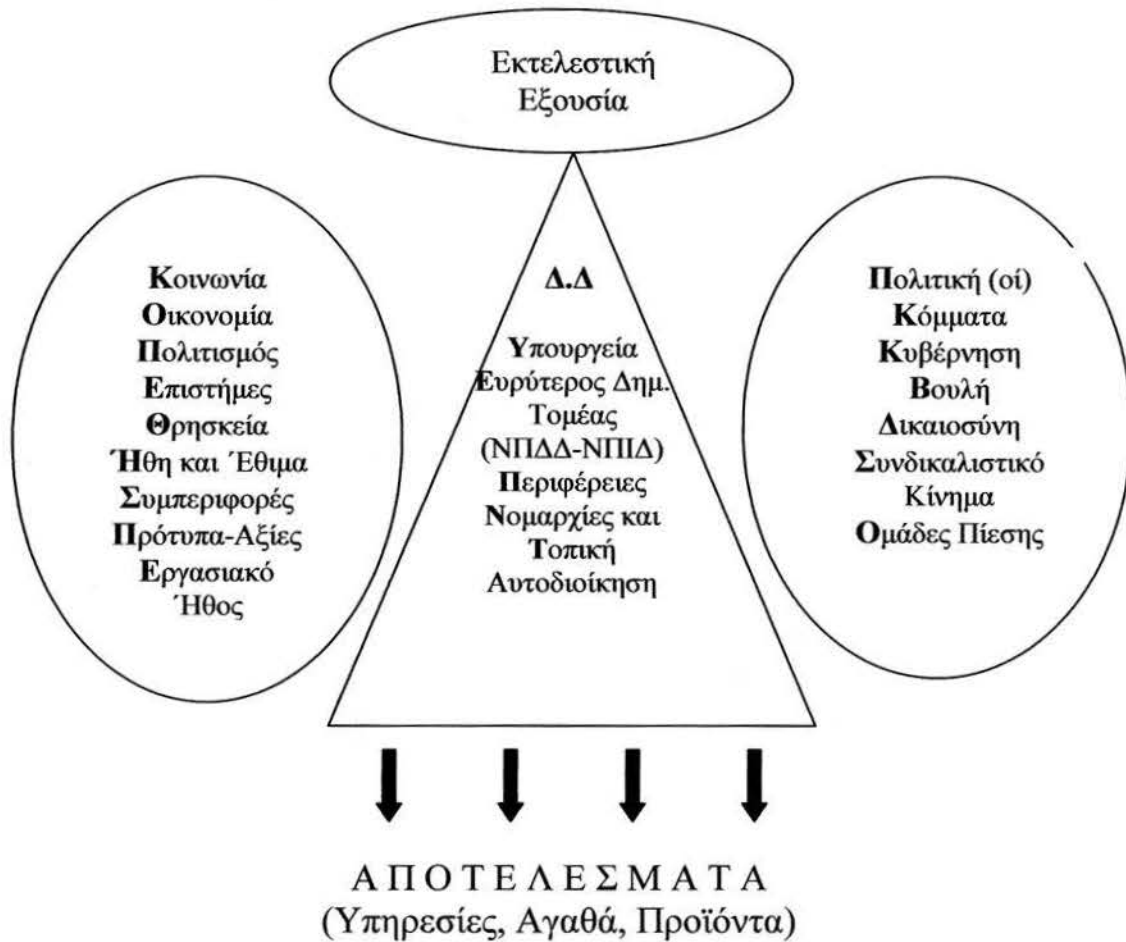 Εκτελεστική
Εξουσία
Κοινωνία
Οικονομία
Πολιτισμός
Επιστήμες
Θρησκεία
Ήθη και Έθιμα
Συμπεριφορές
Πρότυπα-Αξίες
Εργασιακό
Ήθος
Δ.Δ
Υπουργεία
Ευρύτερος Δημ.
Τομέας
(ΝΠΔΔ-ΝΠΙΔ)
Περιφέρειες
Νομαρχίες και
Τοπική
Αυτοδιοίκηση
Πολιτική (οί)
Κόμματα
Κυβέρνηση
Βουλή
Δικαιοσύνη
Συνδικαλιστικό
Κίνημα
Ομάδες Πίεσης
Α Π Ο Τ Ε Λ Ε Σ Μ Α Τ Α
(Υπηρεσίες, Αγαθά, Προϊόντα)